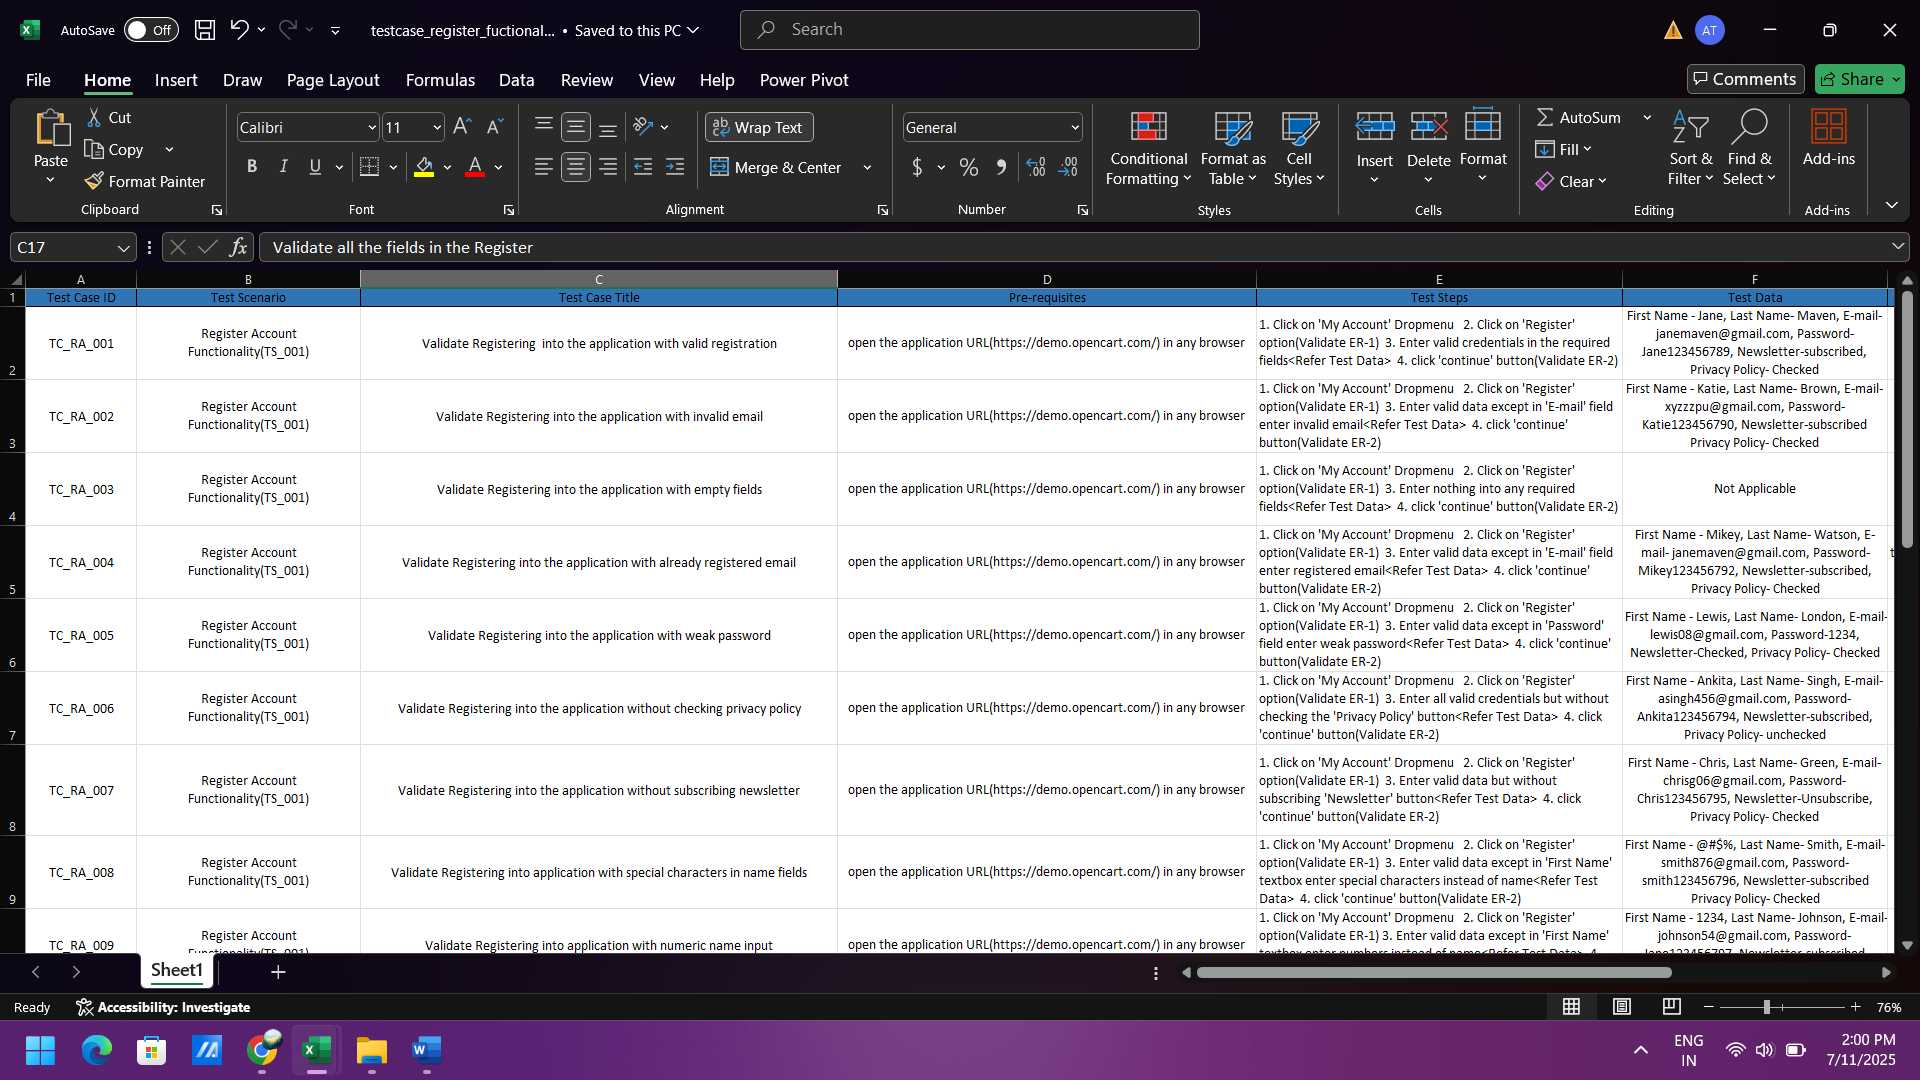 AutoSave Off testcase_register_fuctional... • Saved to this PC Search AT
File Home Insert Draw Page Layout Formulas Data Review View Help Power Pivot Comments Share
Paste Cut Copy Format Painter Clipboard
Calibri 11 B I U A Font
Wrap Text Merge & Center Alignment
General $ % Number
Conditional Formatting Format as Table Cell Styles Styles
Insert Delete Format Cells
AutoSum Fill Clear Sort & Filter Find & Select Editing
Add-ins Add-ins
C17 fx Validate all the fields in the Register
A B C D E F
1 Test Case ID Test Scenario Test Case Title Pre-requisites Test Steps Test Data
2 TC_RA_001
Register Account
Functionality(TS_001)
Validate Registering  into the application with valid registration
open the application URL(https://demo.opencart.com/) in any browser
1. Click on 'My Account' Dropmenu   2. Click on 'Register'
option(Validate ER-1)  3. Enter valid credentials in the required
fields<Refer Test Data>  4. click 'continue' button(Validate ER-2)
First Name - Jane, Last Name- Maven, E-mail-
janemaven@gmail.com, Password-
Jane123456789, Newsletter-subscribed,
Privacy Policy- Checked
3 TC_RA_002
Register Account
Functionality(TS_001)
Validate Registering into the application with invalid email
open the application URL(https://demo.opencart.com/) in any browser
1. Click on 'My Account' Dropmenu   2. Click on 'Register'
option(Validate ER-1)  3. Enter valid data except in 'E-mail' field
enter invalid email<Refer Test Data>  4. click 'continue'
button(Validate ER-2)
First Name - Katie, Last Name- Brown, E-mail-
xyzzzpu@gmail.com, Password-
Katie123456790, Newsletter-subscribed
Privacy Policy- Checked
4 TC_RA_003
Register Account
Functionality(TS_001)
Validate Registering into the application with empty fields
open the application URL(https://demo.opencart.com/) in any browser
1. Click on 'My Account' Dropmenu   2. Click on 'Register'
option(Validate ER-1)  3. Enter nothing into any required
fields<Refer Test Data>  4. click 'continue' button(Validate ER-2)
Not Applicable
5 TC_RA_004
Register Account
Functionality(TS_001)
Validate Registering into the application with already registered email
open the application URL(https://demo.opencart.com/) in any browser
1. Click on 'My Account' Dropmenu   2. Click on 'Register'
option(Validate ER-1)  3. Enter valid data except in 'E-mail' field
enter registered email<Refer Test Data>  4. click 'continue'
button(Validate ER-2)
First Name - Mikey, Last Name- Watson, E-
mail- janemaven@gmail.com, Password-
Mikey123456792, Newsletter-subscribed,
Privacy Policy- Checked
6 TC_RA_005
Register Account
Functionality(TS_001)
Validate Registering into the application with weak password
open the application URL(https://demo.opencart.com/) in any browser
1. Click on 'My Account' Dropmenu   2. Click on 'Register'
option(Validate ER-1)  3. Enter valid data except in 'Password'
field enter weak password<Refer Test Data>  4. click 'continue'
button(Validate ER-2)
First Name - Lewis, Last Name- London, E-mail-
lewis08@gmail.com, Password-1234,
Newsletter-Checked, Privacy Policy- Checked
7 TC_RA_006
Register Account
Functionality(TS_001)
Validate Registering into the application without checking privacy policy
open the application URL(https://demo.opencart.com/) in any browser
1. Click on 'My Account' Dropmenu   2. Click on 'Register'
option(Validate ER-1)  3. Enter all valid credentials but without
checking the 'Privacy Policy' button<Refer Test Data>  4. click
'continue' button(Validate ER-2)
First Name - Ankita, Last Name- Singh, E-mail-
asingh456@gmail.com, Password-
Ankita123456794, Newsletter-subscribed,
Privacy Policy- unchecked
8 TC_RA_007
Register Account
Functionality(TS_001)
Validate Registering into the application without subscribing newsletter
open the application URL(https://demo.opencart.com/) in any browser
1. Click on 'My Account' Dropmenu   2. Click on 'Register'
option(Validate ER-1)  3. Enter valid data but without
subscribing 'Newsletter' button<Refer Test Data>  4. click
'continue' button(Validate ER-2)
First Name - Chris, Last Name- Green, E-mail-
chrisg06@gmail.com, Password-
Chris123456795, Newsletter-Unsubscribe,
Privacy Policy- Checked
9 TC_RA_008
Register Account
Functionality(TS_001)
Validate Registering into application with special characters in name fields
open the application URL(https://demo.opencart.com/) in any browser
1. Click on 'My Account' Dropmenu   2. Click on 'Register'
option(Validate ER-1)  3. Enter valid data except in 'First Name'
textbox enter special characters instead of name<Refer Test
Data>  4. click 'continue' button(Validate ER-2)
First Name - @#$%, Last Name- Smith, E-mail-
smith876@gmail.com, Password-
smith123456796, Newsletter-subscribed
Privacy Policy- Checked
TC_RA_009
Register Account
Functionality(TS_001)
Validate Registering into application with numeric name input
open the application URL(https://demo.opencart.com/) in any browser
1. Click on 'My Account' Dropmenu   2. Click on 'Register'
option(Validate ER-1) 3. Enter valid data except in 'First Name'
textbox enter numbers instead of name<Refer Test Data>  4.
First Name - 1234, Last Name- Johnson, E-mail-
johnson54@gmail.com, Password-
Jane123456797, Newsletter-subscribed
Sheet1
Ready Accessibility: Investigate 76%
ENG
IN
2:00 PM
7/11/2025